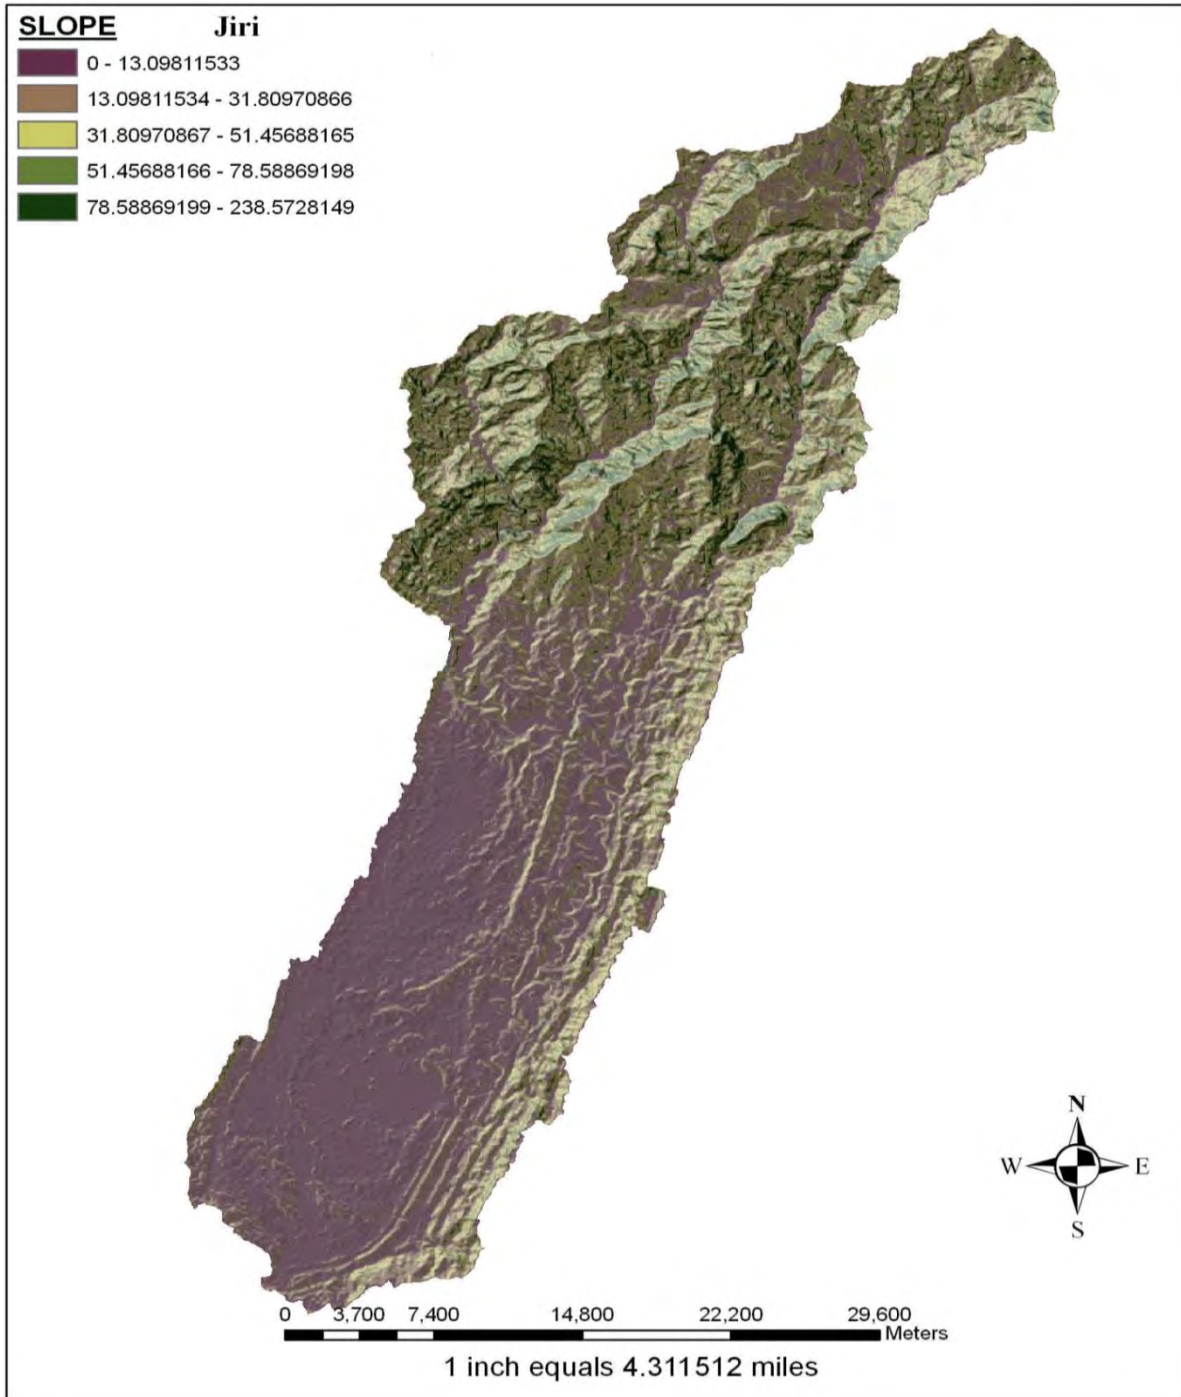 SLOPE Jiri
0 - 13.09811533
13.09811534 - 31.80970866
31.80970867 - 51.45688165
51.45688166 - 78.58869198
78.58869199 - 238.5728149
N
W E
S
0 3,700 7,400 14,800 22,200 29,600
Meters
1 inch equals 4.311512 miles